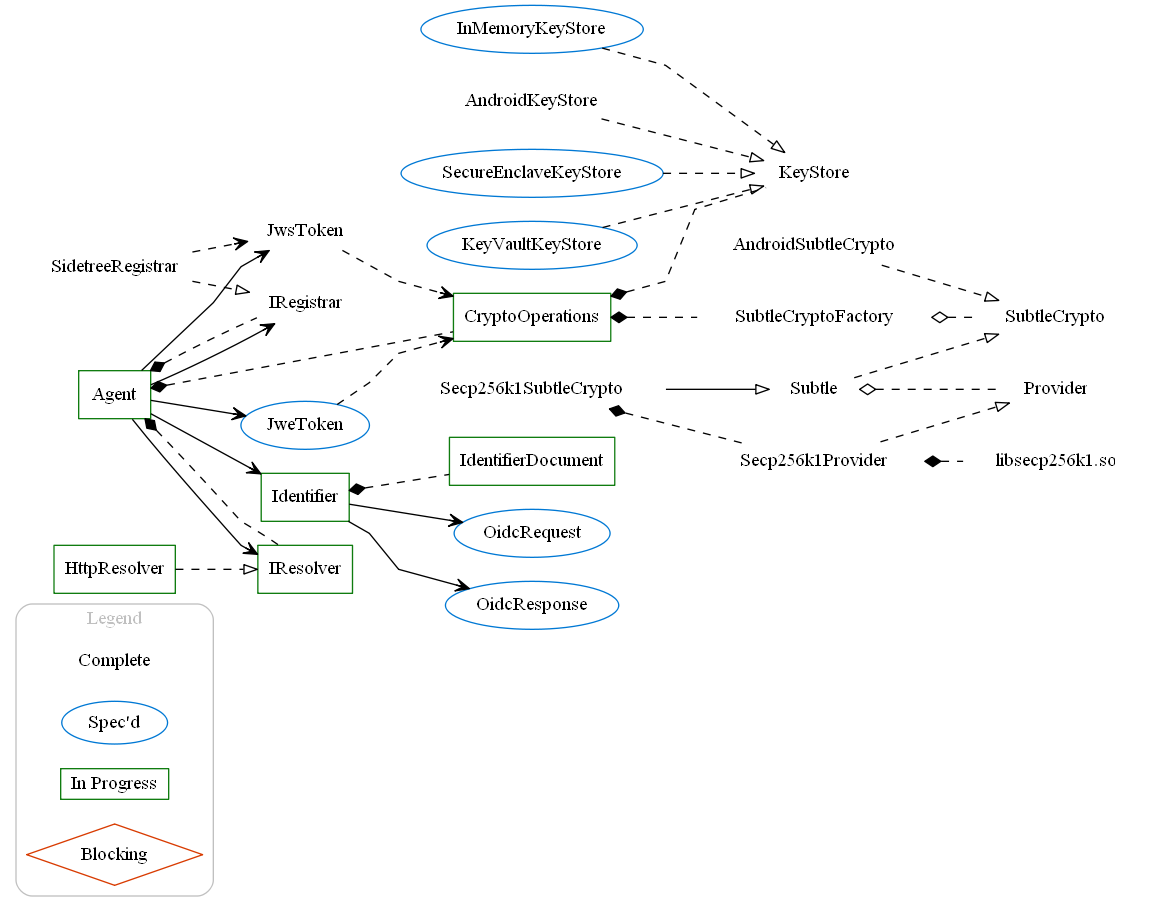 InMemoryKeyStore
AndroidKeyStore
SecureEnclaveKeyStore
KeyStore
JwsToken
KeyVaultKeyStore
AndroidSubtleCrypto
SidetreeRegistrar
IRegistrar
CryptoOperations
SubtleCryptoFactory
SubtleCrypto
Agent
Secp256k1SubtleCrypto
Subtle
Provider
JweToken
IdentifierDocument
Secp256k1Provider
libsecp256k1.so
Identifier
OidcRequest
HttpResolver
IResolver
OidcResponse
Legend
Complete
Spec'd
In Progress
Blocking